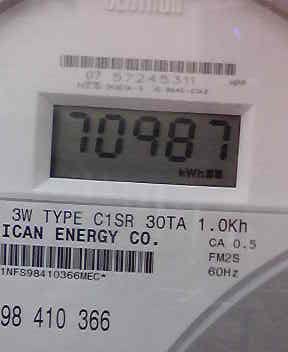 07 57245311
70987
kWh
3W TYPE C1SR 30TA 1.0Kh
ICAN ENERGY CO.
CA 0.5
1NFS98410366MEC*
FM2S
60Hz
98 410 366